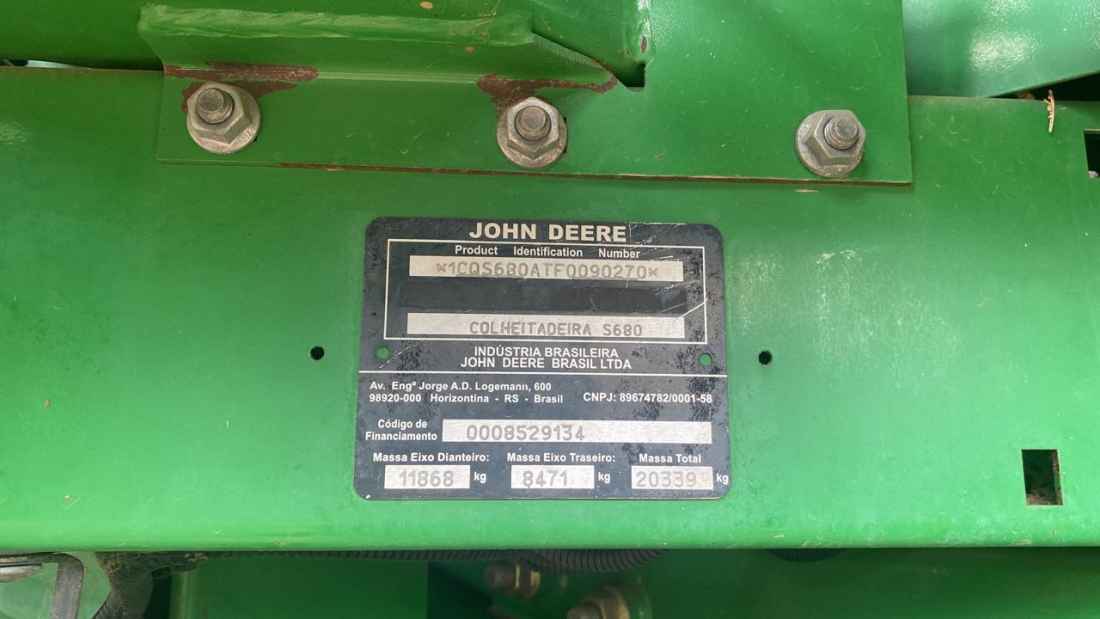 JOHN DEERE
Product Identification Number
*1CQS680ATF0090270*
COLHEITADEIRA S680
INDÚSTRIA BRASILEIRA
JOHN DEERE BRASIL LTDA
Av. Engª Jorge A.D. Logemann, 600
98920-000 Horizontina - RS - Brasil CNPJ: 89674782/0001-58
Código de
Financiamento 0008529134
Massa Eixo Dianteiro: Massa Eixo Traseiro: Massa Total
11868 kg 8471 kg 20339 kg